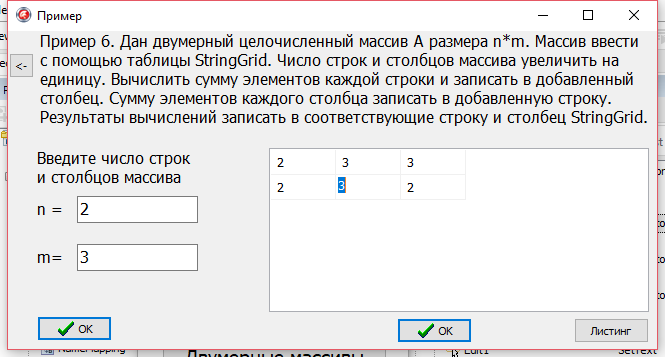 Пример
Пример 6. Дан двумерный целочисленный массив А размера n*m. Массив ввести
<-
с помощью таблицы StringGrid. Число строк и столбцов массива увеличить на
единицу. Вычислить сумму элементов каждой строки и записать в добавленный
столбец. Сумму элементов каждого столбца записать в добавленную строку.
Результаты вычислений записать в соответствующие строку и столбец StringGrid.
Введите число строк
и столбцов массива
n = 2
m= 3
2 3 3
2 3 2
OK
OK
Листинг
NameMapping
Двумерные массивы
Edit1
SetText